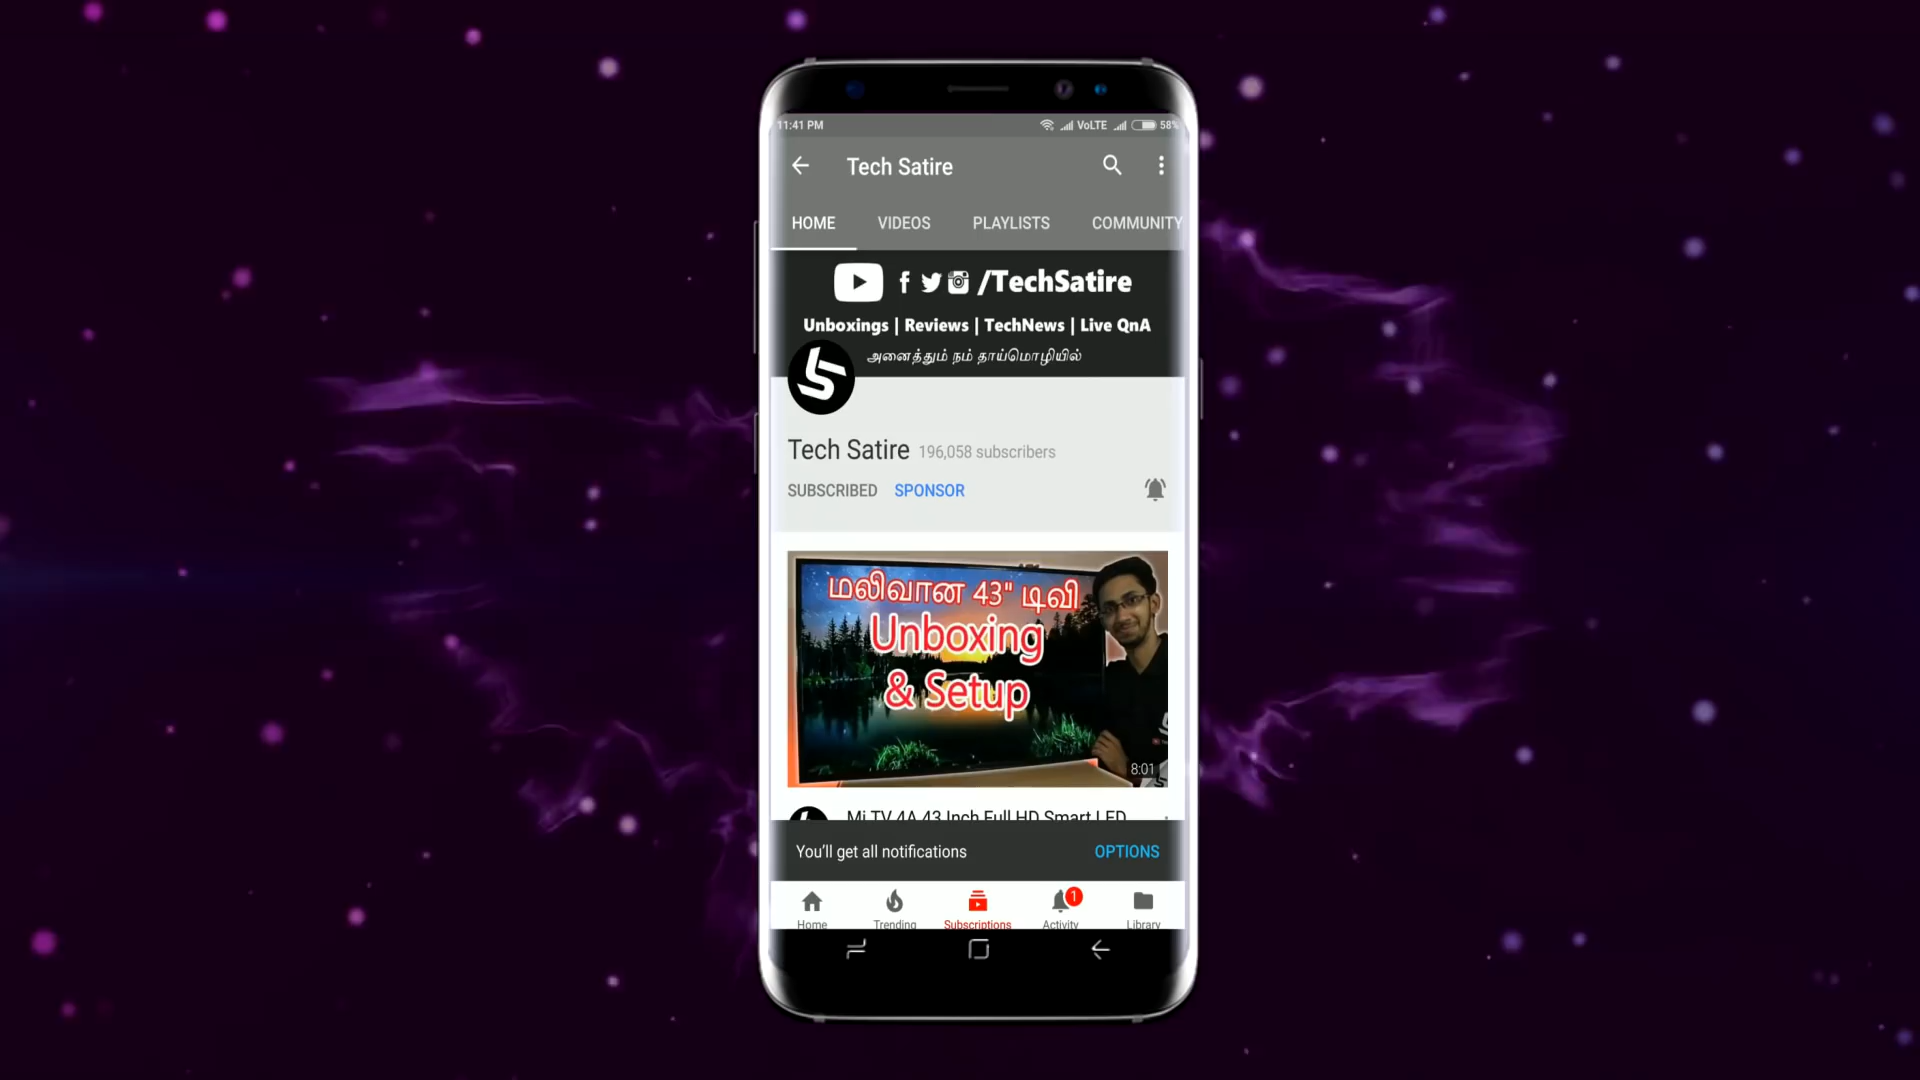 11:41 PM VoLTE 58%
Tech Satire
HOME VIDEOS PLAYLISTS COMMUNITY
/TechSatire
Unboxings | Reviews | TechNews | Live QnA
அனைத்தும் நம் தாய்மொழியில்
Tech Satire 196,058 subscribers
SUBSCRIBED SPONSOR
மலிவான 43" டிவி
Unboxing
& Setup
8:01
Mi TV 4A 43 Inch Full HD Smart LED
You'll get all notifications OPTIONS
1
Home Trending Subscriptions Activity Library